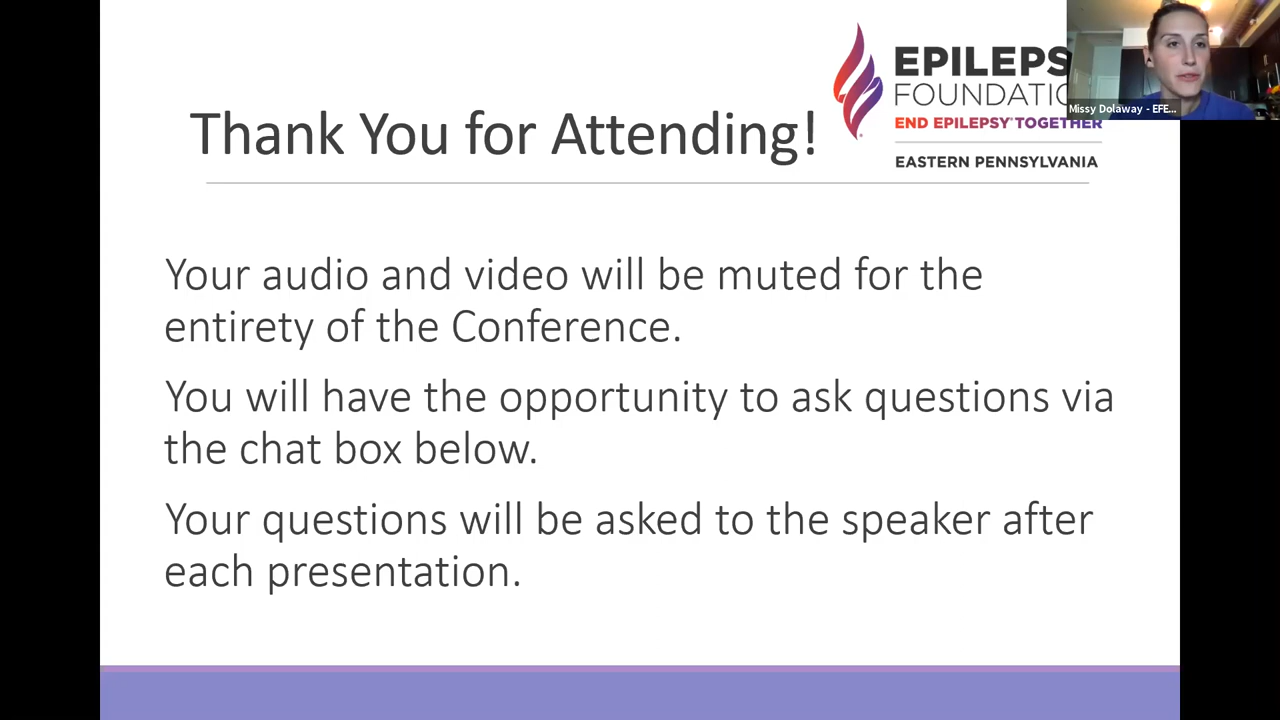 Thank You for Attending!
EPILEPS
FOUNDATIO
END EPILEPSY TOGETHER
EASTERN PENNSYLVANIA
Missy Dolaway - EFE...
Your audio and video will be muted for the
entirety of the Conference.
You will have the opportunity to ask questions via
the chat box below.
Your questions will be asked to the speaker after
each presentation.